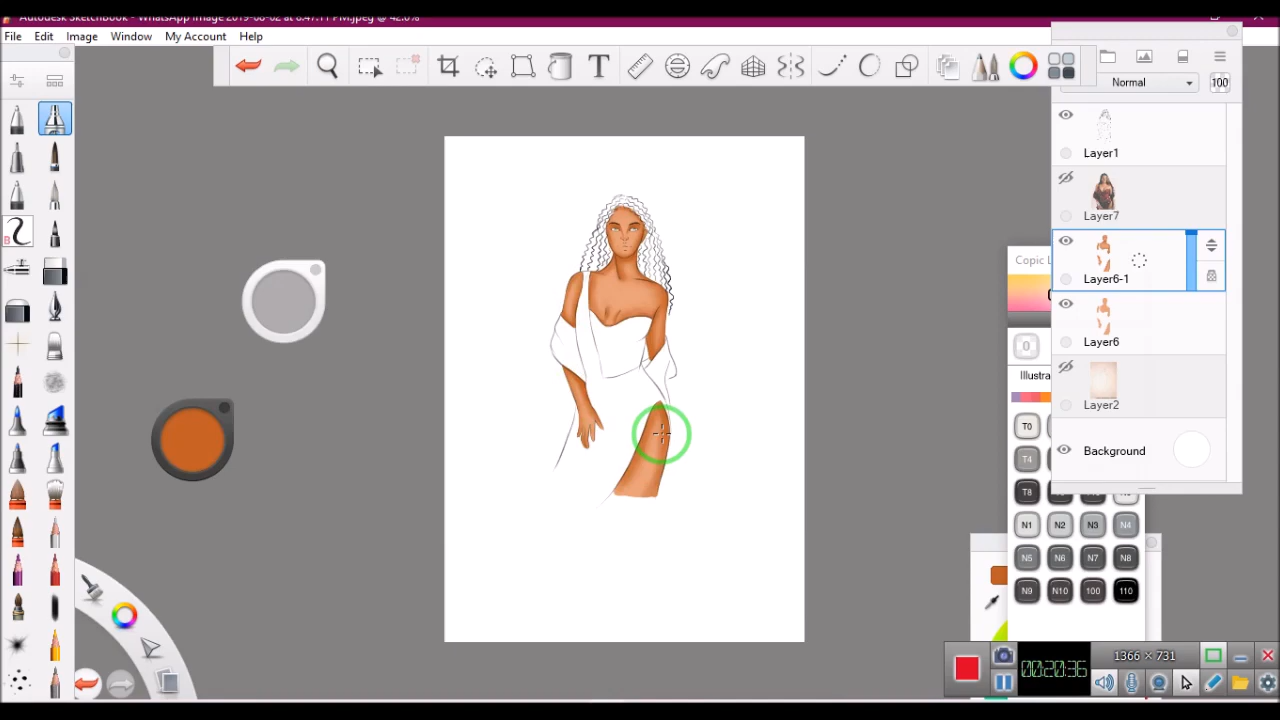 Autodesk SketchBook - WhatsApp Image 2019-08-02 at 8.47.11 PM.jpeg @ 42.0%
File Edit Image Window My Account Help
T
Normal 100
Layer1
Layer7
Layer6-1
Layer6
Layer2
Background
Copic L
0
Illustra
T0
T4
T8
N1 N2 N3 N4
N5 N6 N7 N8
N9 N10 100 110
B
1366 × 731
00:20:36